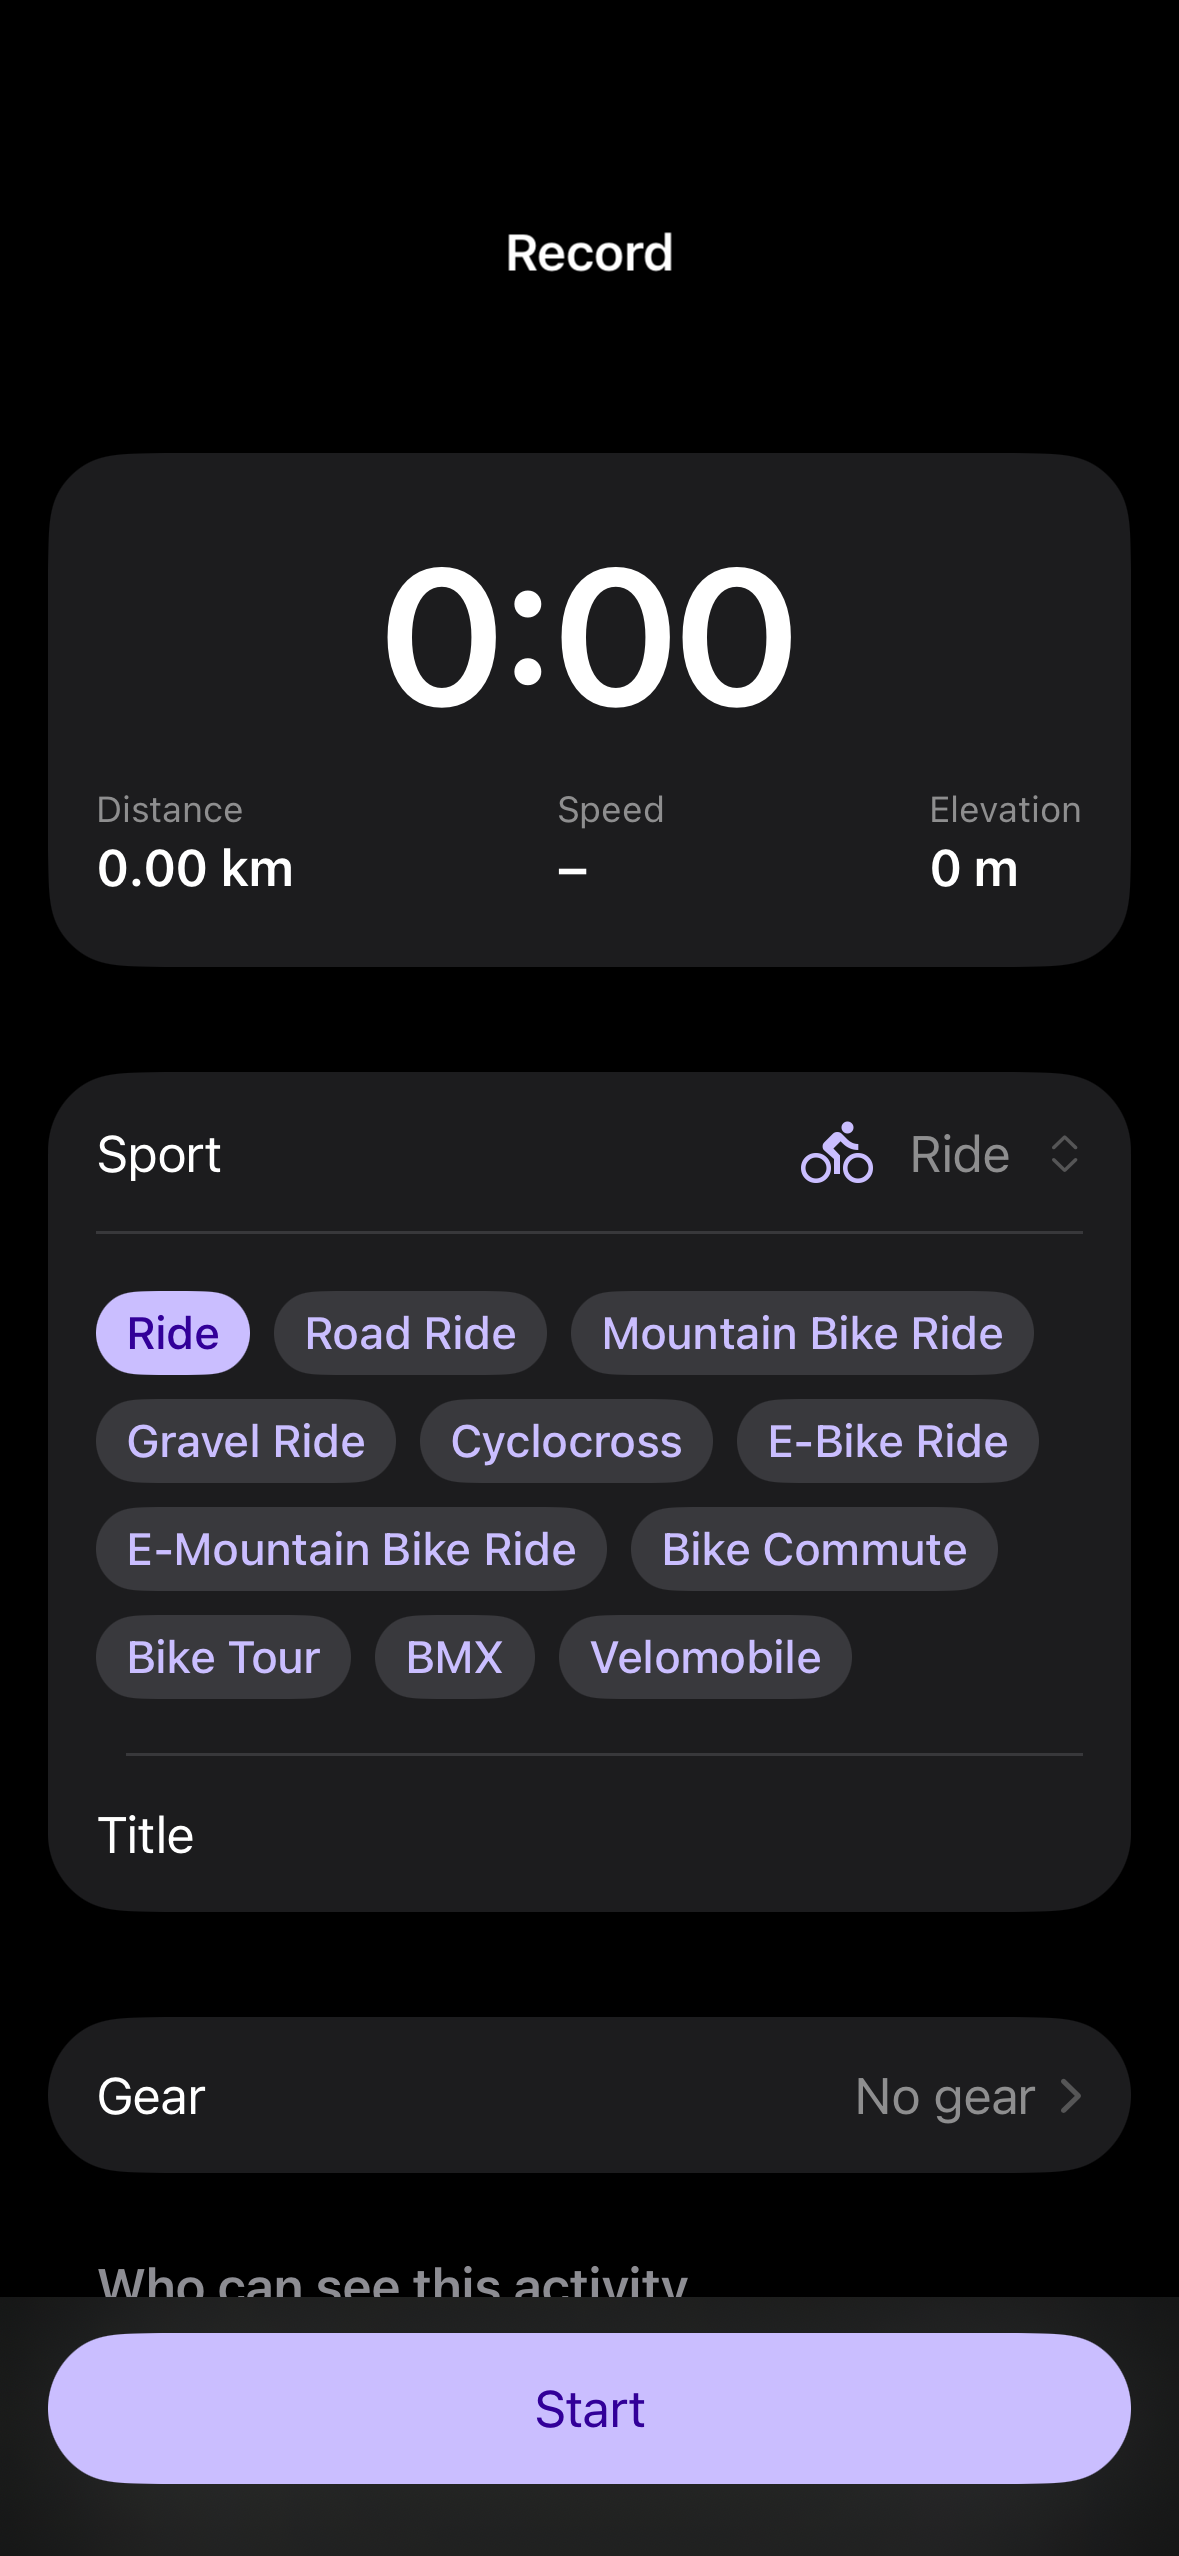 Record
0:00
Distance Speed Elevation
0.00 km – 0 m
Sport Ride
Ride Road Ride Mountain Bike Ride
Gravel Ride Cyclocross E-Bike Ride
E-Mountain Bike Ride Bike Commute
Bike Tour BMX Velomobile
Title
Gear No gear
Who can see this activity
Start